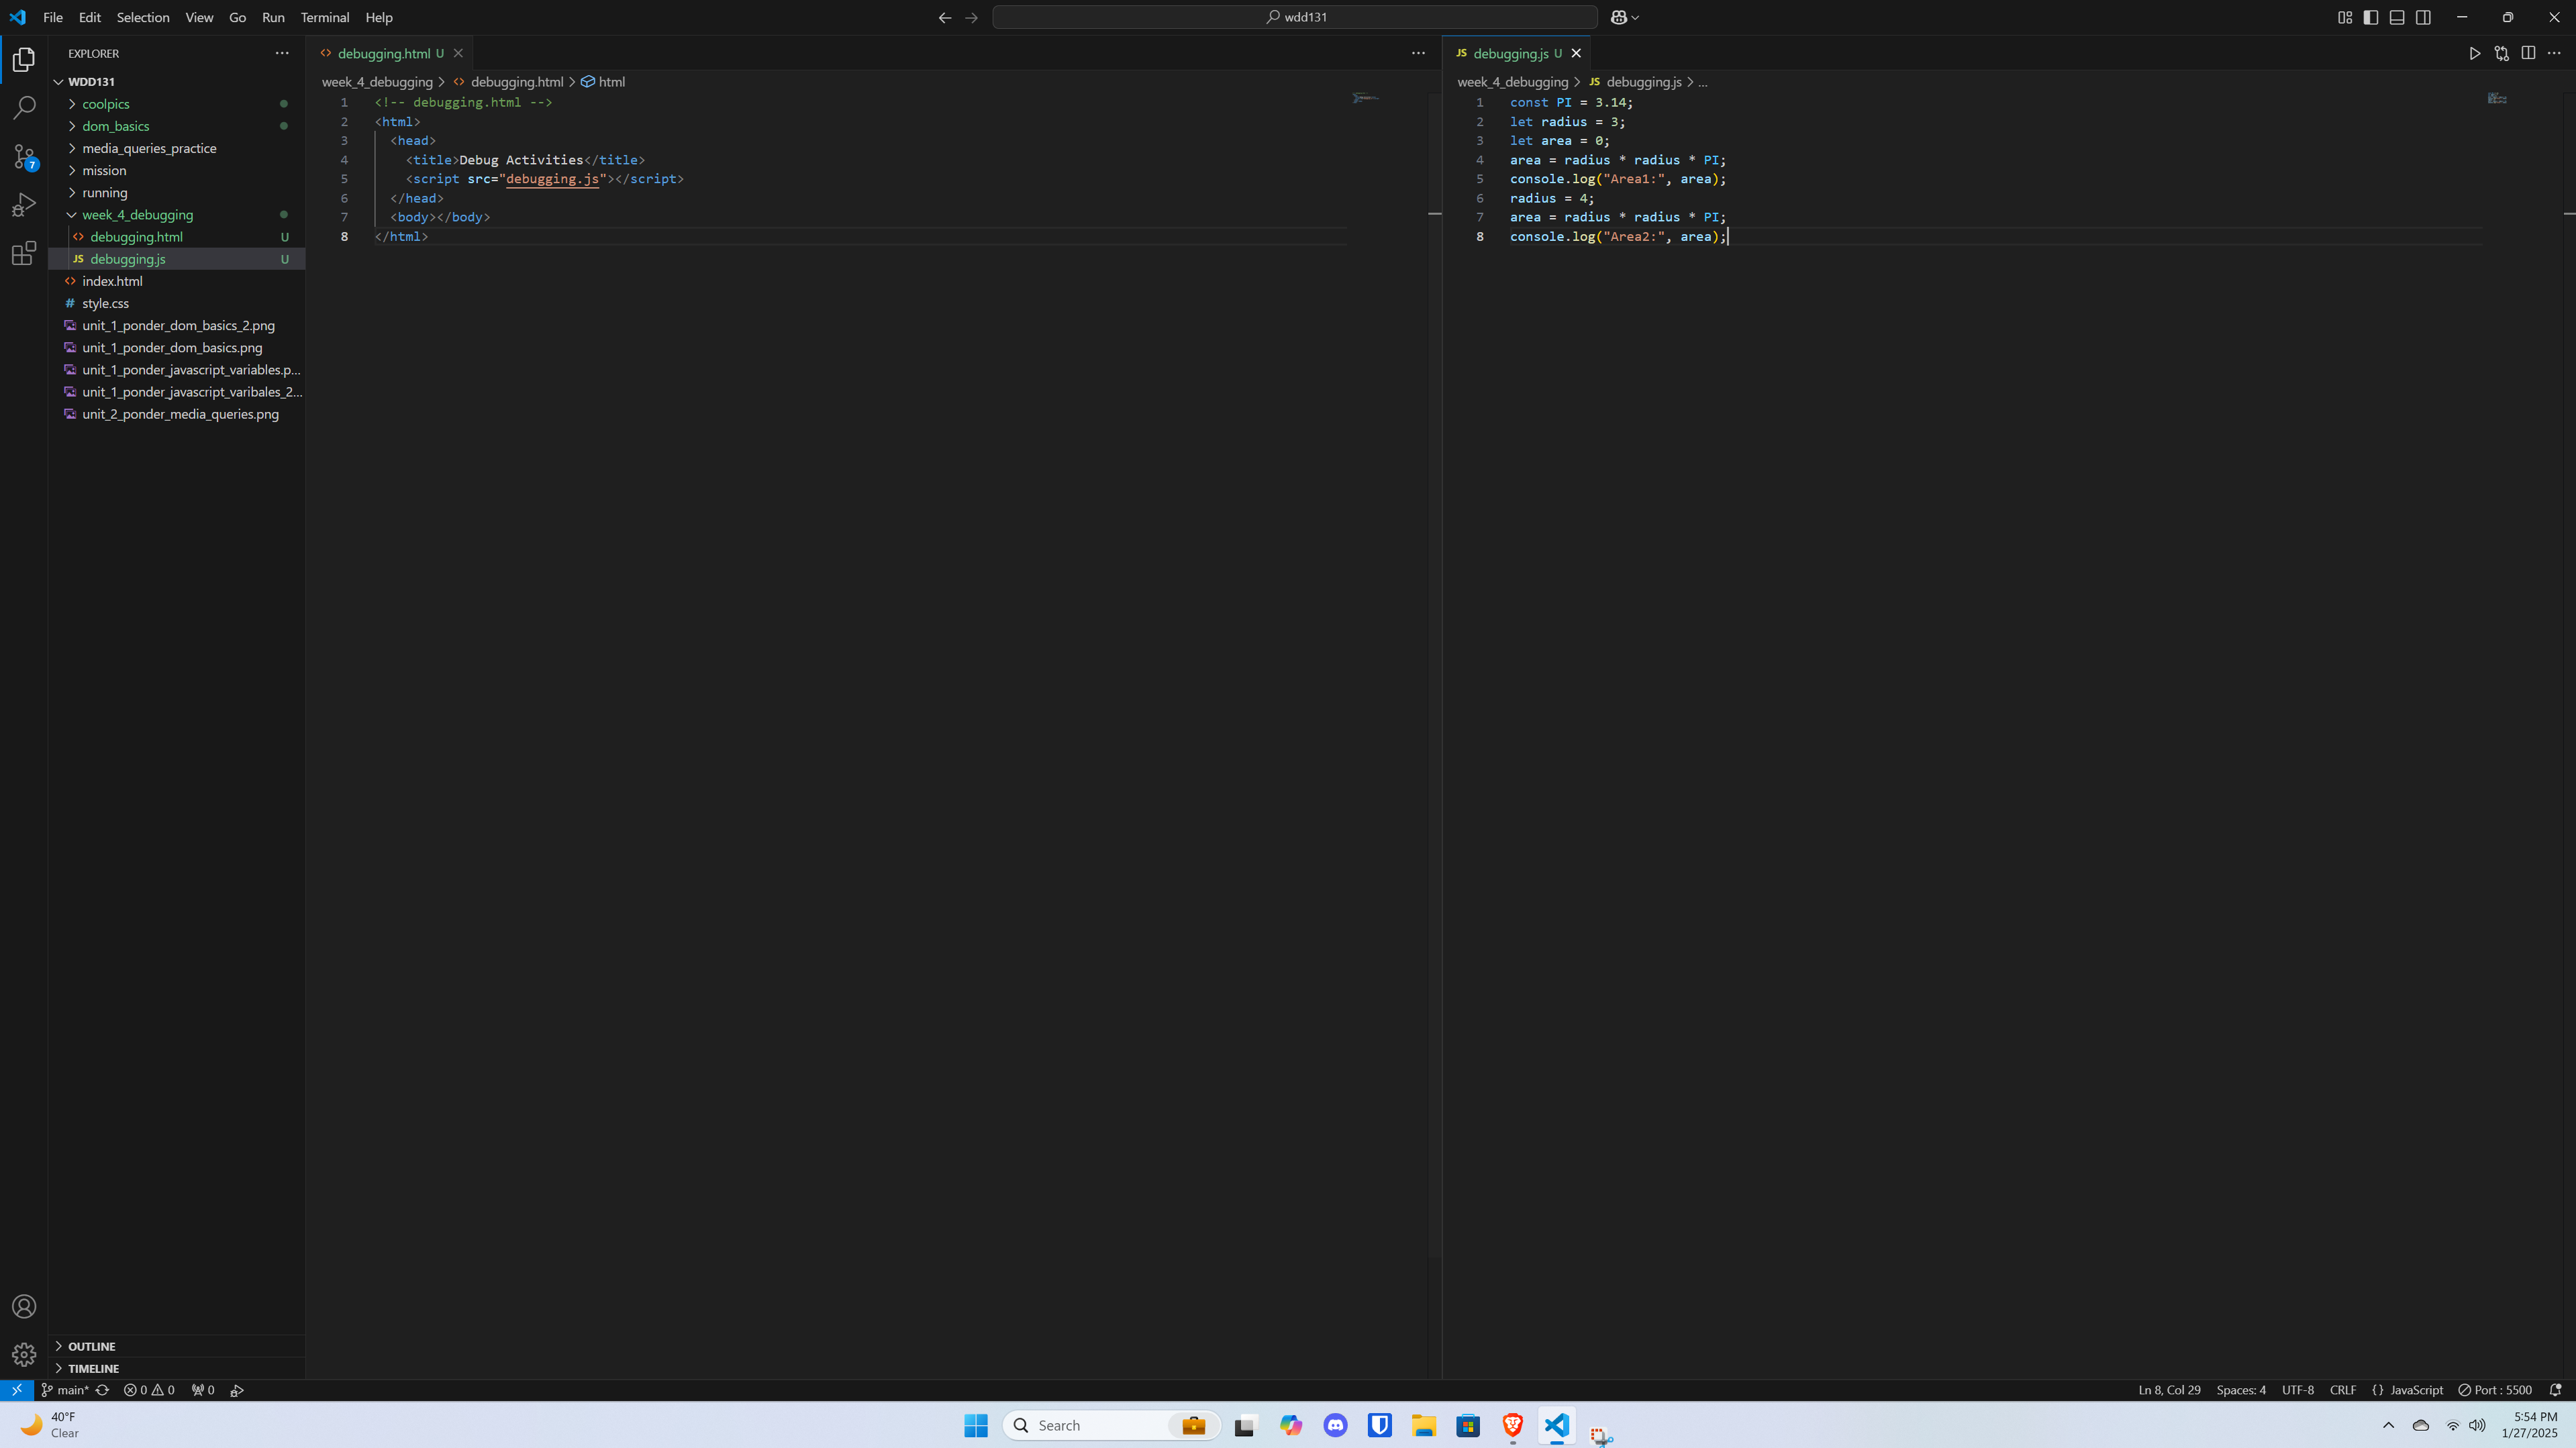 File Edit Selection View Go Run Terminal Help
wdd131
EXPLORER
WDD131
coolpics
dom_basics
media_queries_practice
mission
running
week_4_debugging
debugging.html U
debugging.js U
index.html
style.css
unit_1_ponder_dom_basics_2.png
unit_1_ponder_dom_basics.png
unit_1_ponder_javascript_variables.p...
unit_1_ponder_javascript_varibales_2...
unit_2_ponder_media_queries.png
7
OUTLINE
TIMELINE
debugging.html U
week_4_debugging > debugging.html > html
1 <!-- debugging.html -->
2 <html>
3 <head>
4 <title>Debug Activities</title>
5 <script src="debugging.js"></script>
6 </head>
7 <body></body>
8 </html>
JS debugging.js U
week_4_debugging > JS debugging.js > ...
1 const PI = 3.14;
2 let radius = 3;
3 let area = 0;
4 area = radius * radius * PI;
5 console.log("Area1:", area);
6 radius = 4;
7 area = radius * radius * PI;
8 console.log("Area2:", area);
main* 0 0 0
Ln 8, Col 29 Spaces: 4 UTF-8 CRLF {} JavaScript Port : 5500
40°F
Clear
Search
5:54 PM
1/27/2025